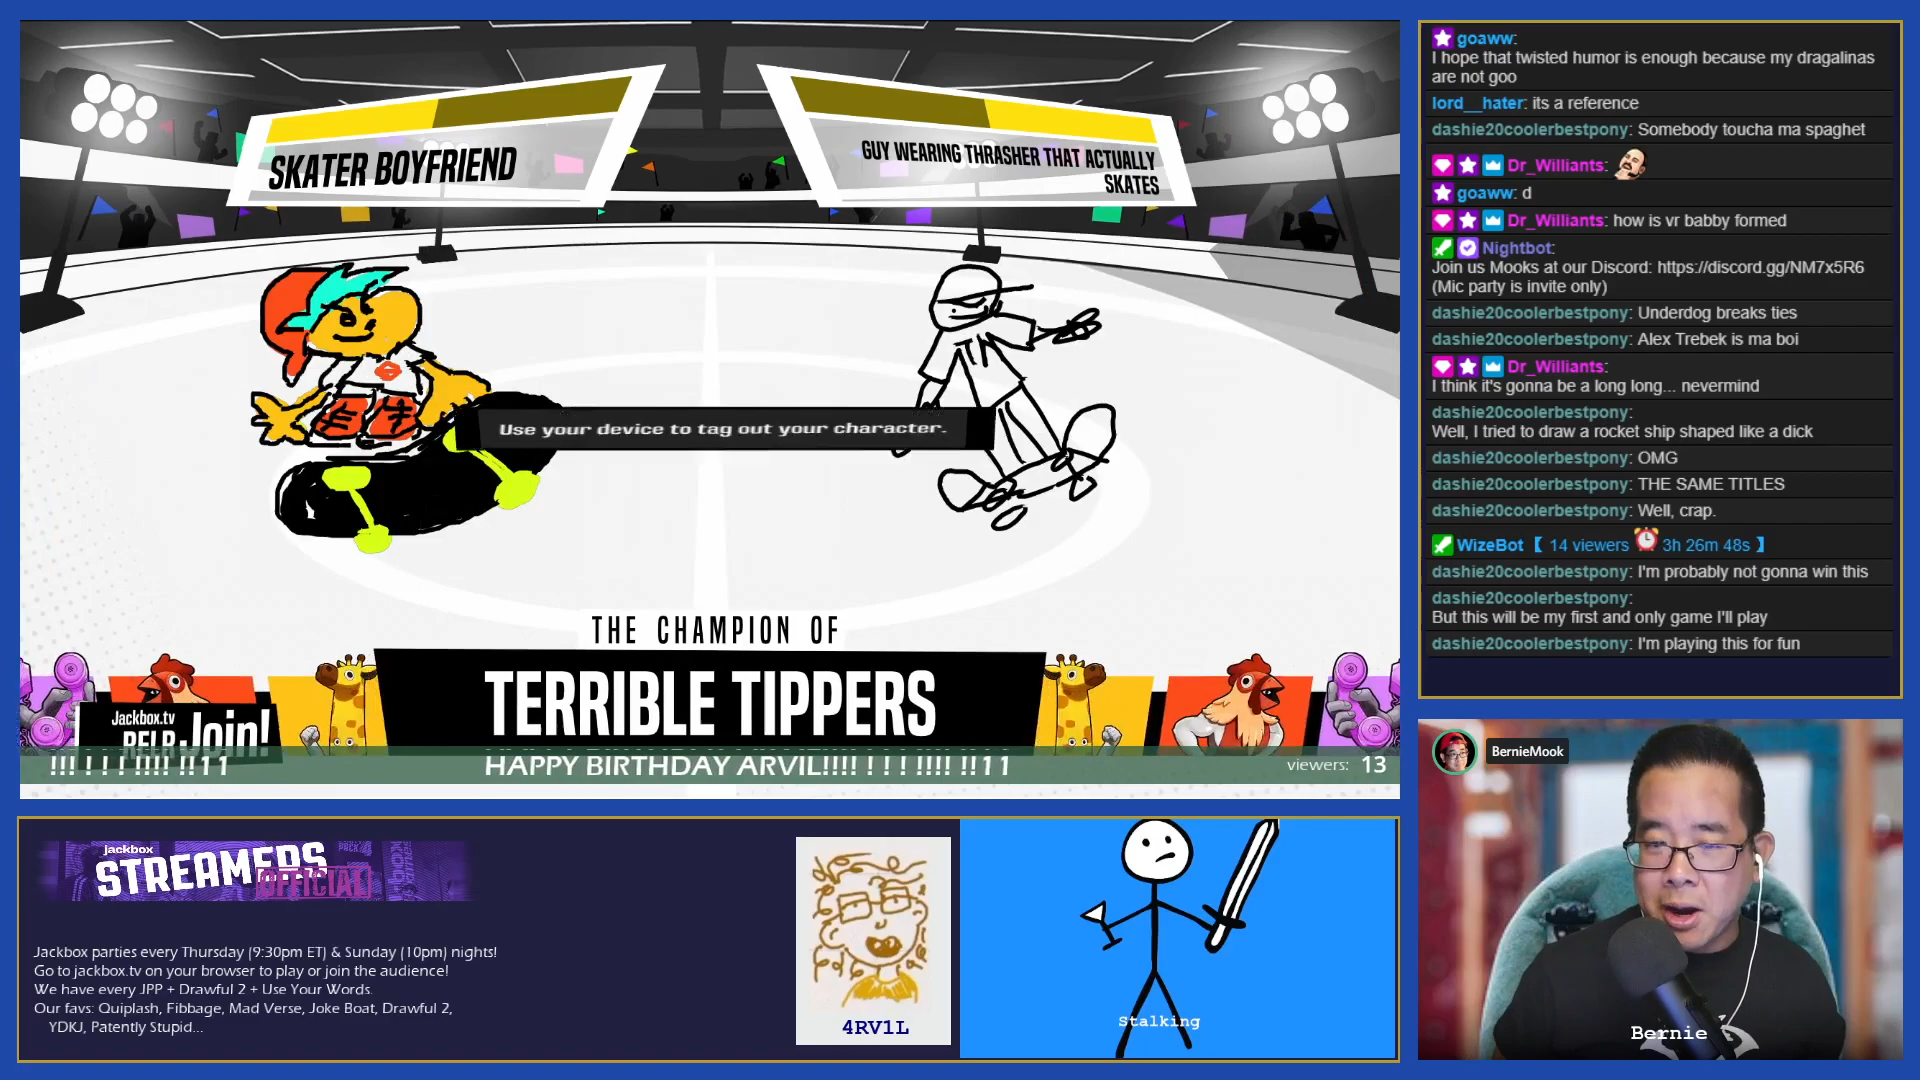 SKATER BOYFRIEND
GUY WEARING THRASHER THAT ACTUALLY
SKATES
Use your device to tag out your character.
THE CHAMPION OF
TERRIBLE TIPPERS
Jackbox.tv
Join!
!!! ! ! ! !!!! !!11
HAPPY BIRTHDAY ARVIL!!!! ! ! ! !!!! !!11
viewers: 13
jackbox
STREAMERS
OFFICIAL
Jackbox parties every Thursday (9:30pm ET) & Sunday (10pm) nights!
Go to jackbox.tv on your browser to play or join the audience!
We have every JPP + Drawful 2 + Use Your Words.
Our favs: Quiplash, Fibbage, Mad Verse, Joke Boat, Drawful 2,
YDKJ, Patently Stupid...
4RV1L
Stalking
goaww:
I hope that twisted humor is enough because my dragalinas
are not goo
lord__hater: its a reference
dashie20coolerbestpony: Somebody toucha ma spaghet
Dr_Williants:
goaww: d
Dr_Williants: how is vr babby formed
Nightbot:
Join us Mooks at our Discord: https://discord.gg/NM7x5R6
(Mic party is invite only)
dashie20coolerbestpony: Underdog breaks ties
dashie20coolerbestpony: Alex Trebek is ma boi
Dr_Williants:
I think it's gonna be a long long... nevermind
dashie20coolerbestpony:
Well, I tried to draw a rocket ship shaped like a dick
dashie20coolerbestpony: OMG
dashie20coolerbestpony: THE SAME TITLES
dashie20coolerbestpony: Well, crap.
WizeBot【 14 viewers 3h 26m 48s 】
dashie20coolerbestpony: I'm probably not gonna win this
dashie20coolerbestpony:
But this will be my first and only game I'll play
dashie20coolerbestpony: I'm playing this for fun
BernieMook
Bernie